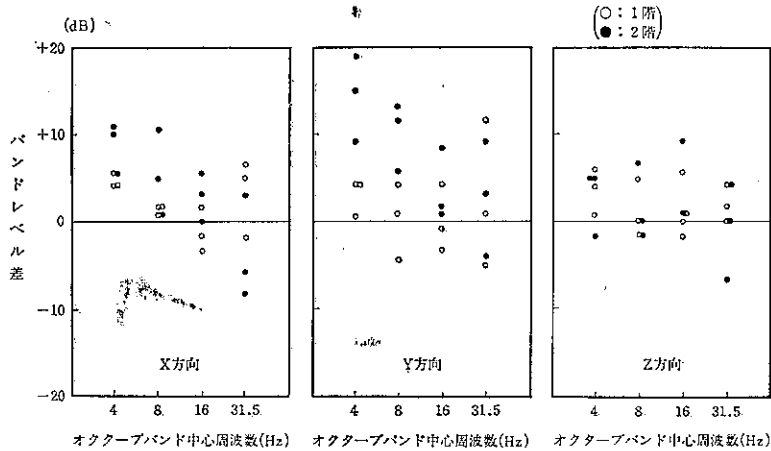 (dB)
○：1階
●：2階
+20
+10
0
−10
−20
バンドレベル差
X方向
Y方向
Z方向
4 8 16 31.5
4 8 16 31.5
4 8 16 31.5
オクターブバンド中心周波数(Hz)
オクターブバンド中心周波数(Hz)
オクターブバンド中心周波数(Hz)